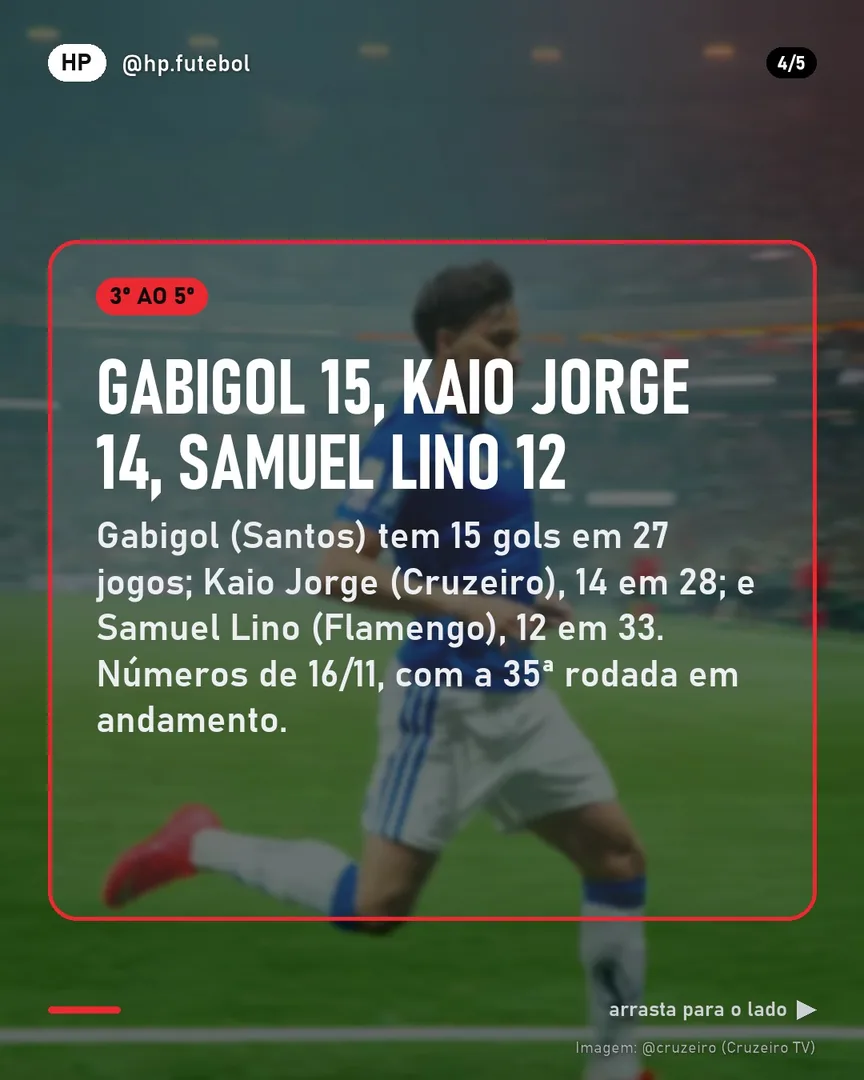 HP @hp.futebol
4/5
3º AO 5º
GABIGOL 15, KAIO JORGE
14, SAMUEL LINO 12
Gabigol (Santos) tem 15 gols em 27
jogos; Kaio Jorge (Cruzeiro), 14 em 28; e
Samuel Lino (Flamengo), 12 em 33.
Números de 16/11, com a 35ª rodada em
andamento.
arrasta para o lado ▶
Imagem: @cruzeiro (Cruzeiro TV)